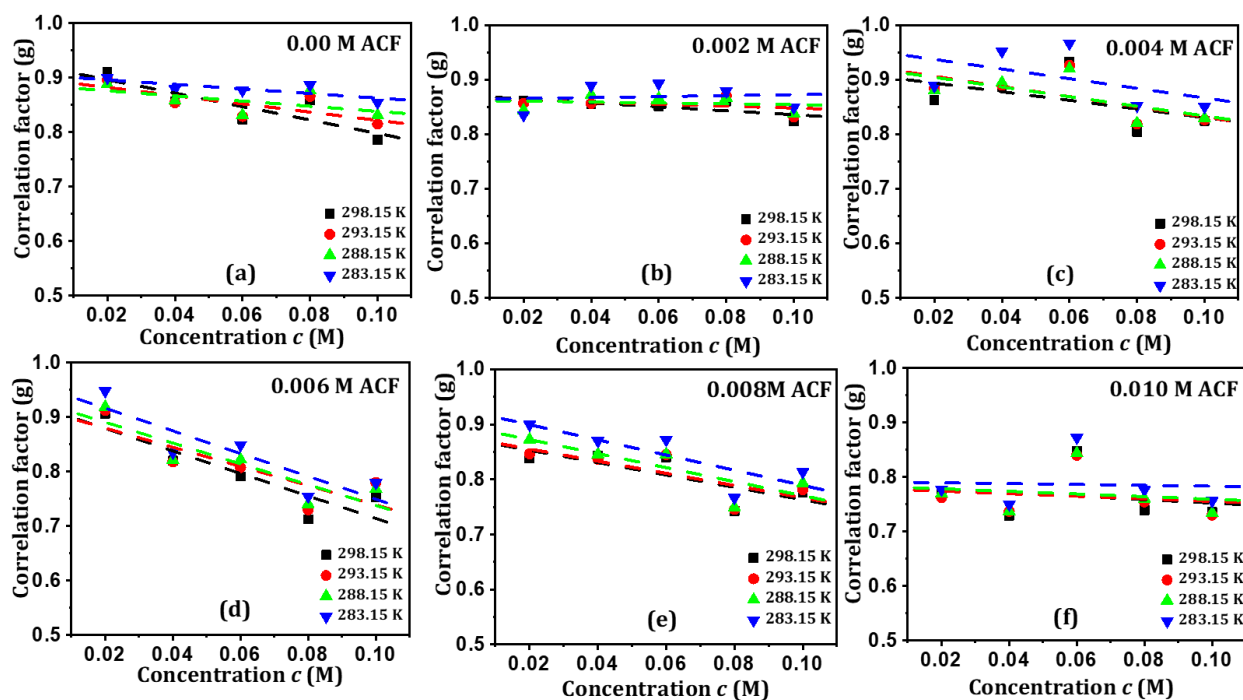 1.0
0.9
0.8
0.7
0.6
0.5
Correlation factor (g)
0.00 M ACF
298.15 K
293.15 K
288.15 K
283.15 K
(a)
0.02 0.04 0.06 0.08 0.10
Concentration c (M)
1.0
0.9
0.8
0.7
0.6
0.5
Correlation factor (g)
0.002 M ACF
298.15 K
293.15 K
288.15 K
283.15 K
(b)
0.02 0.04 0.06 0.08 0.10
Concentration c (M)
1.0
0.9
0.8
0.7
0.6
0.5
Correlation factor (g)
0.004 M ACF
298.15 K
293.15 K
288.15 K
283.15 K
(c)
0.02 0.04 0.06 0.08 0.10
Concentration c (M)
1.0
0.9
0.8
0.7
0.6
0.5
Correlation factor (g)
0.006 M ACF
298.15 K
293.15 K
288.15 K
283.15 K
(d)
0.02 0.04 0.06 0.08 0.10
Concentration c (M)
1.0
0.9
0.8
0.7
0.6
0.5
Correlation factor (g)
0.008M ACF
298.15 K
293.15 K
288.15 K
283.15 K
(e)
0.02 0.04 0.06 0.08 0.10
Concentration c (M)
1.0
0.9
0.8
0.7
0.6
0.5
Correlation factor (g)
0.010 M ACF
298.15 K
293.15 K
288.15 K
283.15 K
(f)
0.02 0.04 0.06 0.08 0.10
Concentration c (M)